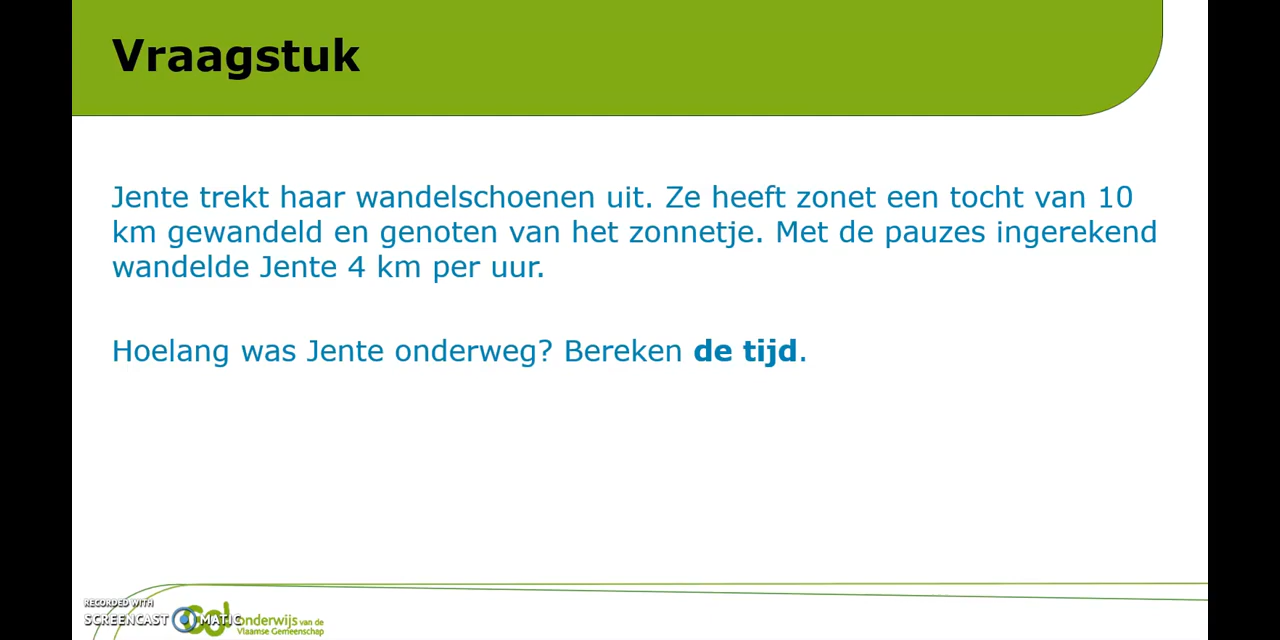 Vraagstuk
Jente trekt haar wandelschoenen uit. Ze heeft zonet een tocht van 10
km gewandeld en genoten van het zonnetje. Met de pauzes ingerekend
wandelde Jente 4 km per uur.
Hoelang was Jente onderweg? Bereken de tijd.
RECORDED WITH
SCREENCAST MATIC
onderwijs van de
Vlaamse Gemeenschap